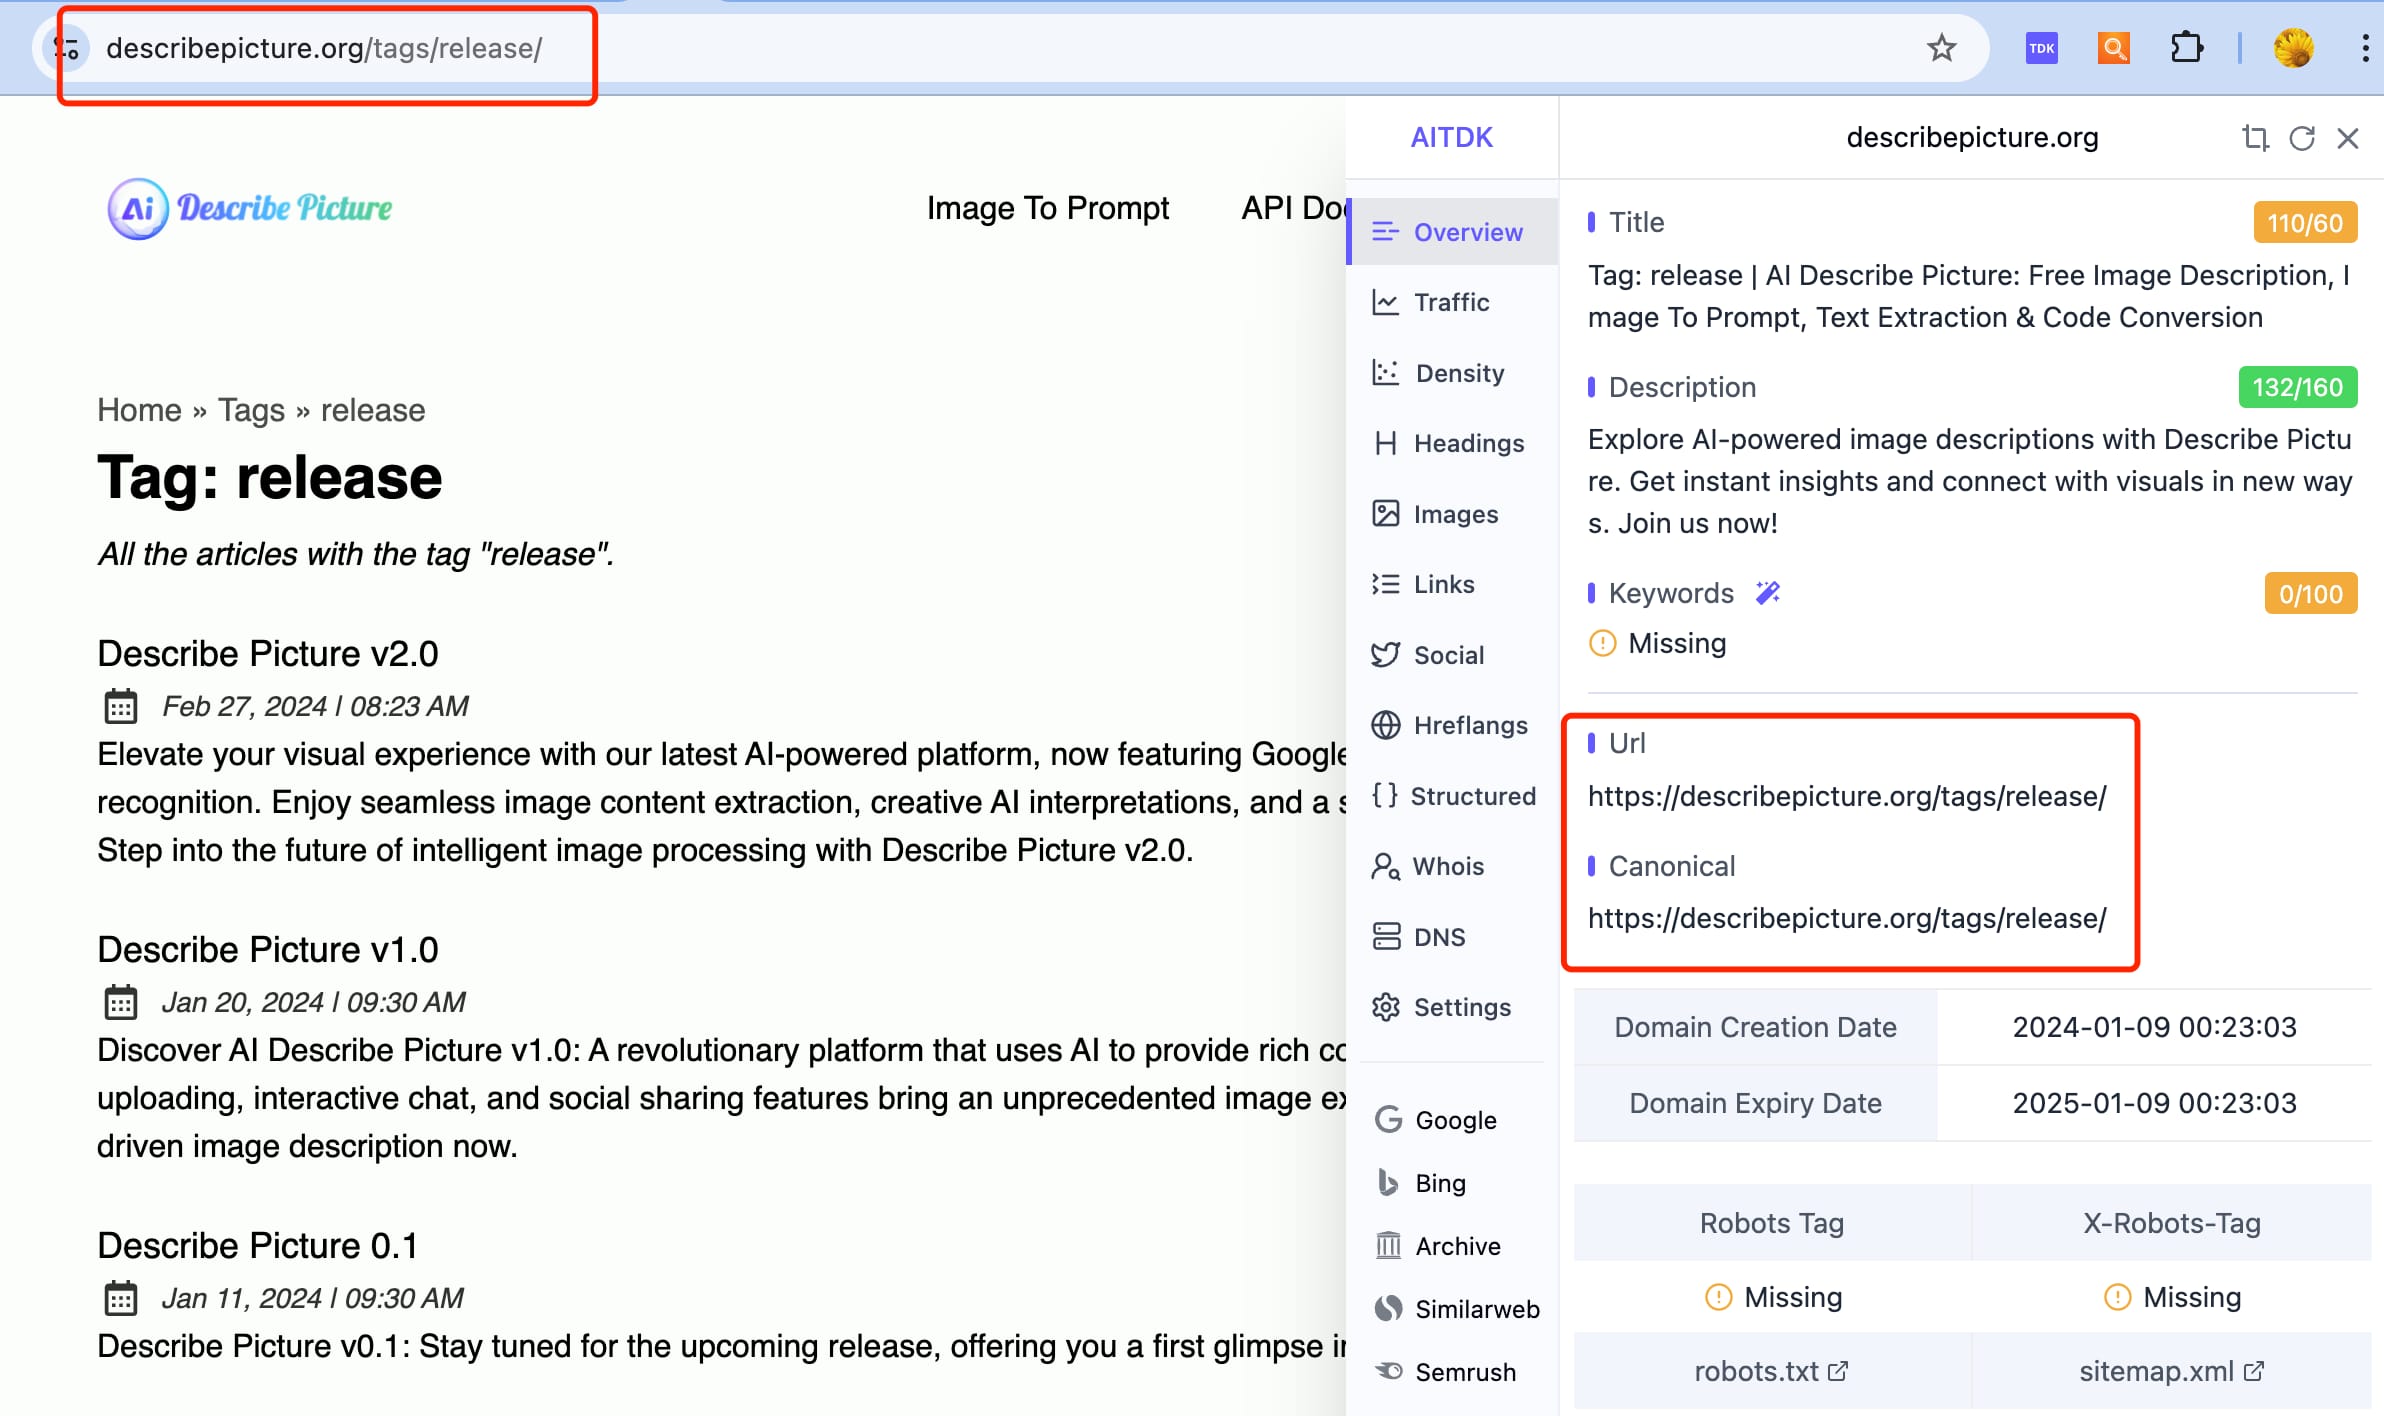 describepicture.org/tags/release/
TDK
Ai Describe Picture
Image To Prompt
API Doc
Home » Tags » release
Tag: release
All the articles with the tag "release".
Describe Picture v2.0
Feb 27, 2024 | 08:23 AM
Elevate your visual experience with our latest AI-powered platform, now featuring Google
recognition. Enjoy seamless image content extraction, creative AI interpretations, and a s
Step into the future of intelligent image processing with Describe Picture v2.0.
Describe Picture v1.0
Jan 20, 2024 | 09:30 AM
Discover AI Describe Picture v1.0: A revolutionary platform that uses AI to provide rich co
uploading, interactive chat, and social sharing features bring an unprecedented image ex
driven image description now.
Describe Picture 0.1
Jan 11, 2024 | 09:30 AM
Describe Picture v0.1: Stay tuned for the upcoming release, offering you a first glimpse in
AITDK
Overview
Traffic
Density
Headings
Images
Links
Social
Hreflangs
Structured
Whois
DNS
Settings
Google
Bing
Archive
Similarweb
Semrush
describepicture.org
Title
110/60
Tag: release | AI Describe Picture: Free Image Description, I
mage To Prompt, Text Extraction & Code Conversion
Description
132/160
Explore AI-powered image descriptions with Describe Pictu
re. Get instant insights and connect with visuals in new way
s. Join us now!
Keywords
0/100
Missing
Url
https://describepicture.org/tags/release/
Canonical
https://describepicture.org/tags/release/
Domain Creation Date
2024-01-09 00:23:03
Domain Expiry Date
2025-01-09 00:23:03
Robots Tag
X-Robots-Tag
Missing
Missing
robots.txt
sitemap.xml